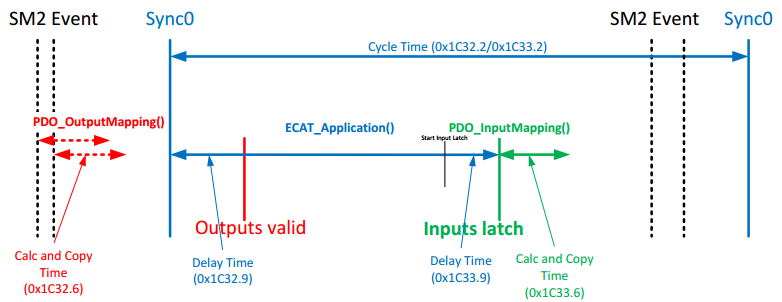 SM2 Event
Sync0
SM2 Event
Sync0
Cycle Time (0x1C32.2/0x1C33.2)
PDO_OutputMapping()
ECAT_Application()
PDO_InputMapping()
Start Input Latch
Outputs valid
Inputs latch
Calc and Copy
Time
(0x1C32.6)
Delay Time
(0x1C32.9)
Delay Time
(0x1C33.9)
Calc and Copy
Time
(0x1C33.6)